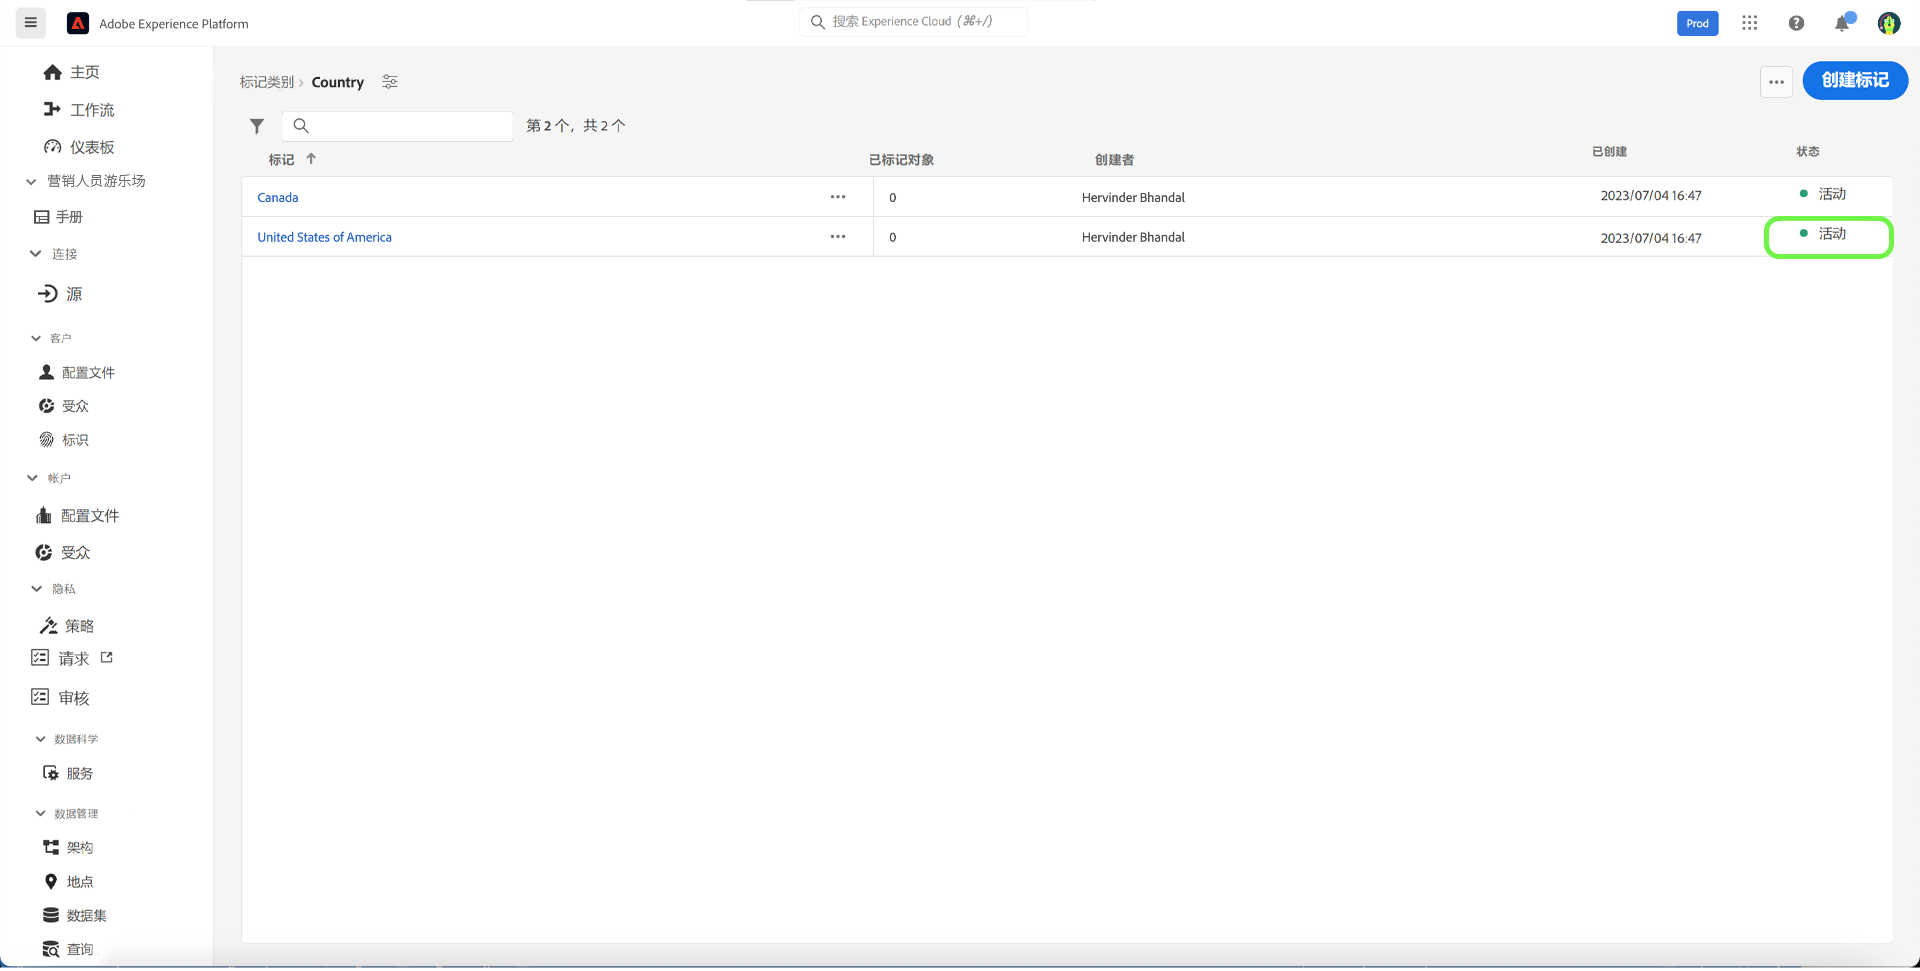 Adobe Experience Platform
搜索 Experience Cloud (⌘+/)
Prod
主页
工作流
仪表板
营销人员游乐场
手册
连接
源
客户
配置文件
受众
标识
帐户
配置文件
受众
隐私
策略
请求
审核
数据科学
服务
数据管理
架构
地点
数据集
查询
标记类别 › Country
创建标记
第 2 个，共 2 个
标记 已标记对象 创建者 已创建 状态
Canada 0 Hervinder Bhandal 2023/07/04 16:47 活动
United States of America 0 Hervinder Bhandal 2023/07/04 16:47 活动